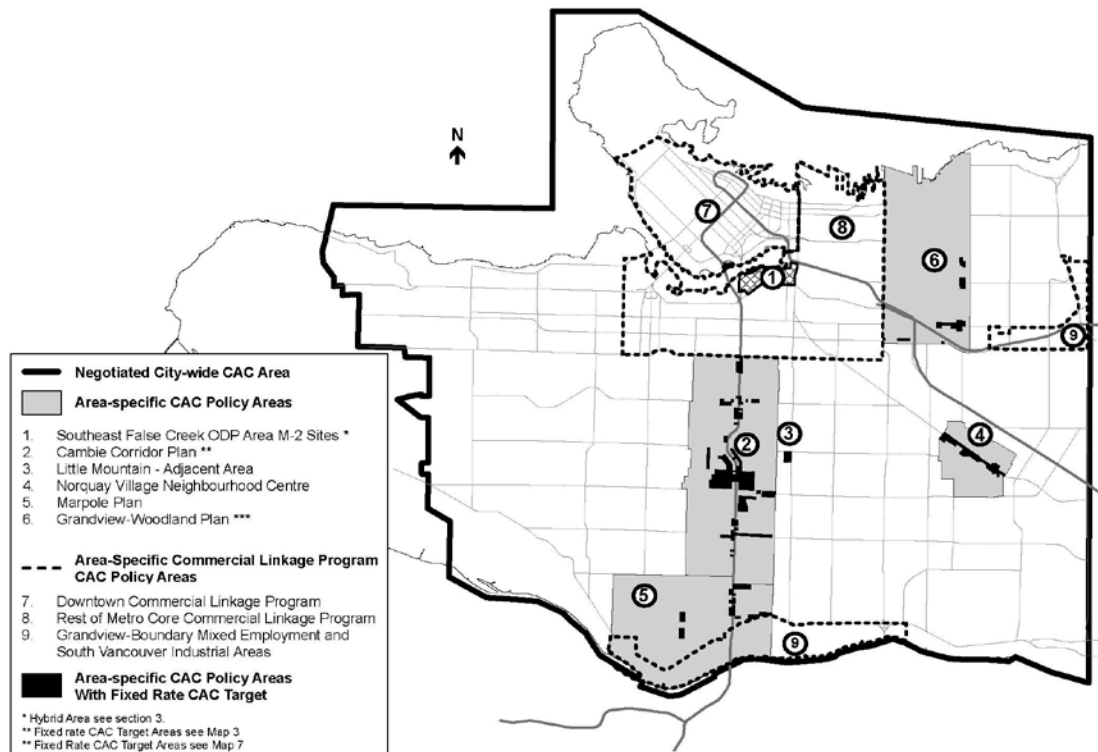 N
7
8
6
1
9
3
4
2
5
9
Negotiated City-wide CAC Area
Area-specific CAC Policy Areas
1. Southeast False Creek ODP Area M-2 Sites *
2. Cambie Corridor Plan **
3. Little Mountain - Adjacent Area
4. Norquay Village Neighbourhood Centre
5. Marpole Plan
6. Grandview-Woodland Plan ***
Area-Specific Commercial Linkage Program
CAC Policy Areas
7. Downtown Commercial Linkage Program
8. Rest of Metro Core Commercial Linkage Program
9. Grandview-Boundary Mixed Employment and
South Vancouver Industrial Areas
Area-specific CAC Policy Areas
With Fixed Rate CAC Target
* Hybrid Area see section 3.
** Fixed rate CAC Target Areas see Map 3
** Fixed Rate CAC Target Areas see Map 7